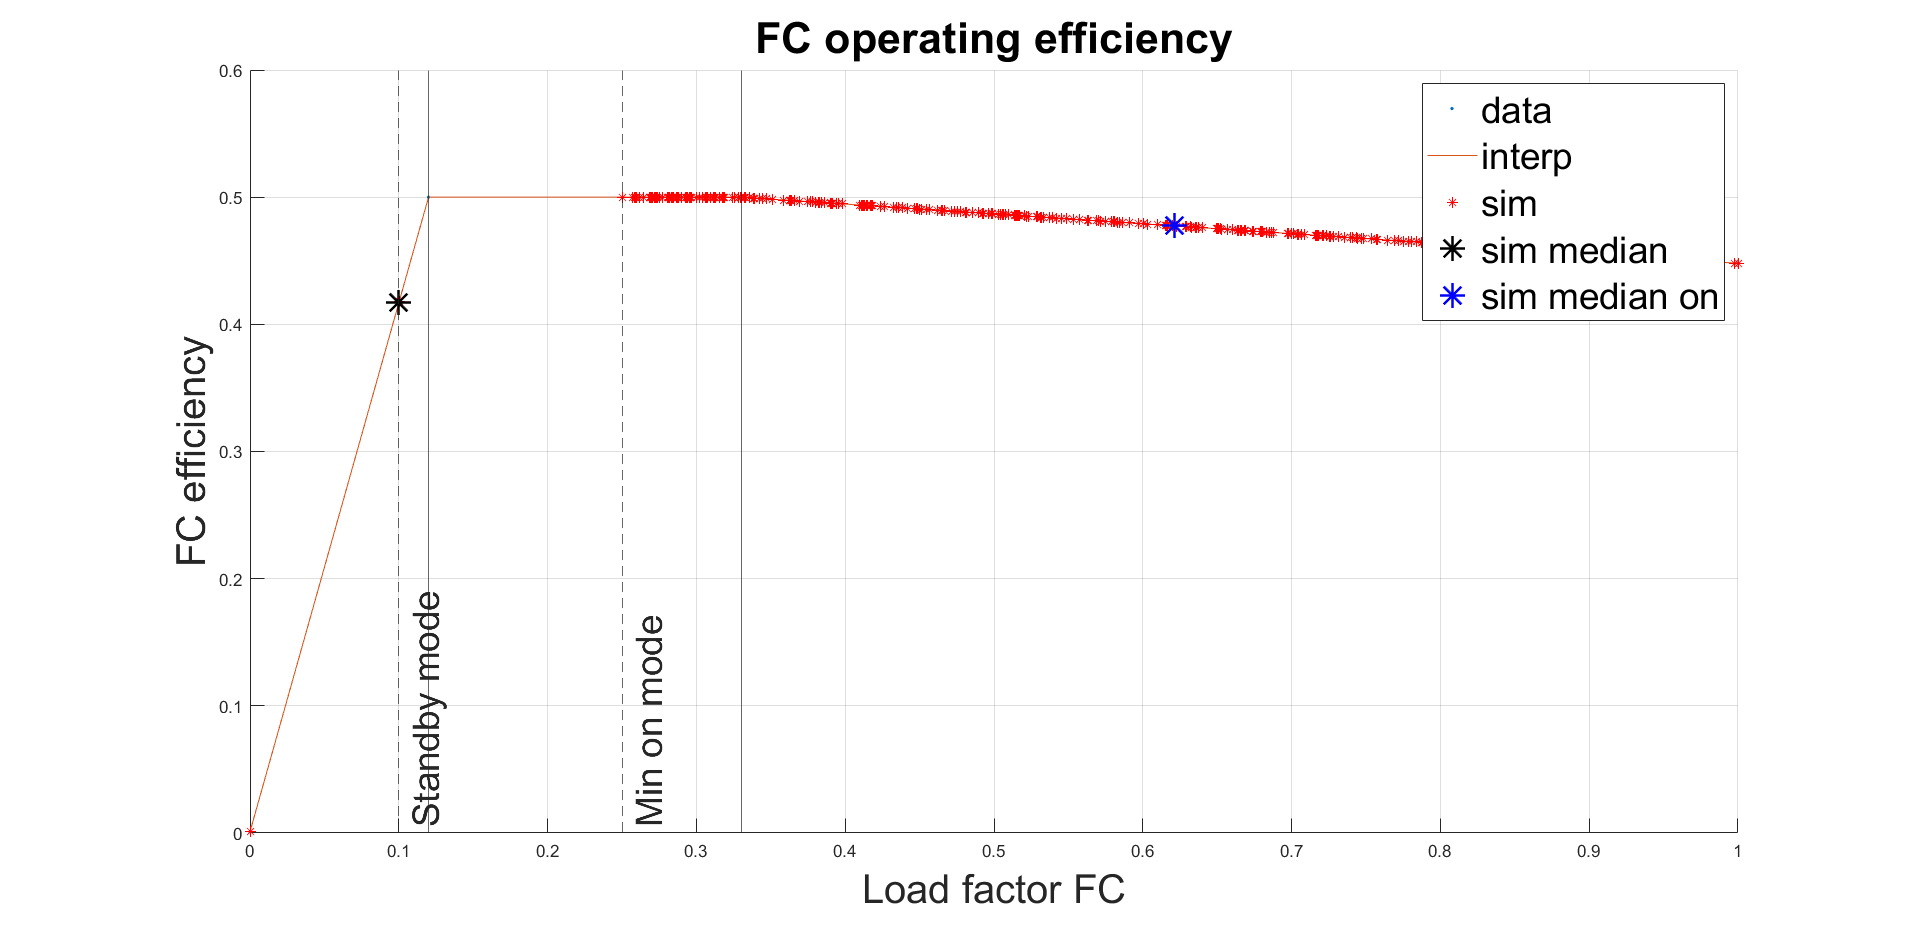 FC operating efficiency
0.6
0.5
0.4
0.3
0.2
0.1
0
FC efficiency
data
interp
sim
sim median
sim median on
Standby mode
Min on mode
0 0.1 0.2 0.3 0.4 0.5 0.6 0.7 0.8 0.9 1
Load factor FC